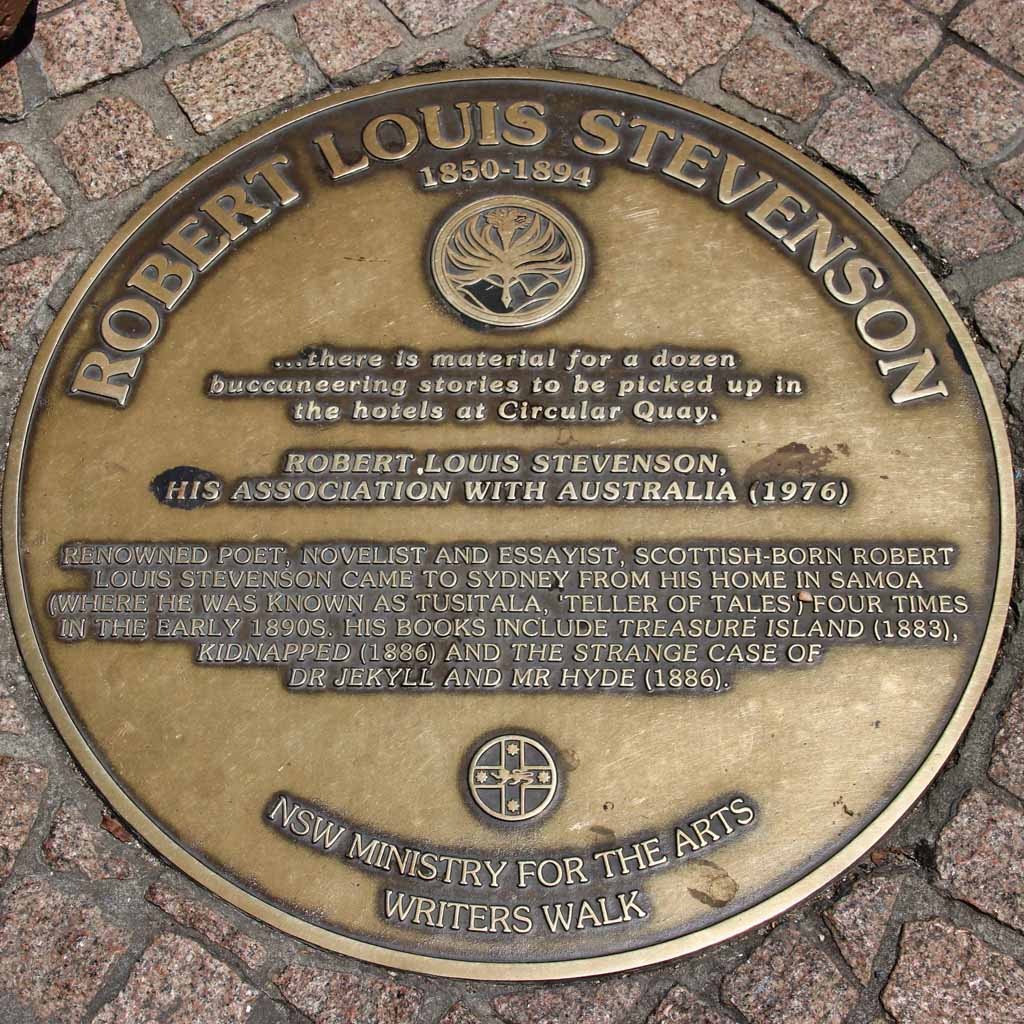 ROBERT LOUIS STEVENSON
1850-1894
...there is material for a dozen
buccaneering stories to be picked up in
the hotels at Circular Quay.
ROBERT LOUIS STEVENSON,
HIS ASSOCIATION WITH AUSTRALIA (1976)
RENOWNED POET, NOVELIST AND ESSAYIST, SCOTTISH-BORN ROBERT
LOUIS STEVENSON CAME TO SYDNEY FROM HIS HOME IN SAMOA
(WHERE HE WAS KNOWN AS TUSITALA, 'TELLER OF TALES') FOUR TIMES
IN THE EARLY 1890S. HIS BOOKS INCLUDE TREASURE ISLAND (1883),
KIDNAPPED (1886) AND THE STRANGE CASE OF
DR JEKYLL AND MR HYDE (1886).
NSW MINISTRY FOR THE ARTS
WRITERS WALK